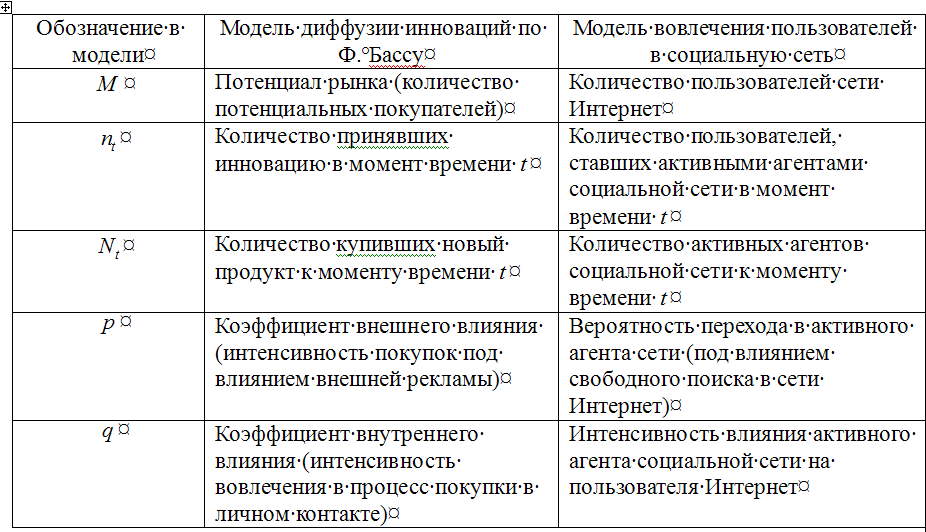 Обозначение в
модели
Модель диффузии инноваций по
Ф. Бассу
Модель вовлечения пользователей
в социальную сеть
M
Потенциал рынка (количество
потенциальных покупателей)
Количество пользователей сети
Интернет
nt
Количество принявших
инновацию в момент времени t
Количество пользователей,
ставших активными агентами
социальной сети в момент
времени t
Nt
Количество купивших новый
продукт к моменту времени t
Количество активных агентов
социальной сети к моменту
времени t
p
Коэффициент внешнего влияния
(интенсивность покупок под
влиянием внешней рекламы)
Вероятность перехода в активного
агента сети (под влиянием
свободного поиска в сети
Интернет)
q
Коэффициент внутреннего
влияния (интенсивность
вовлечения в процесс покупки в
личном контакте)
Интенсивность влияния активного
агента социальной сети на
пользователя Интернет